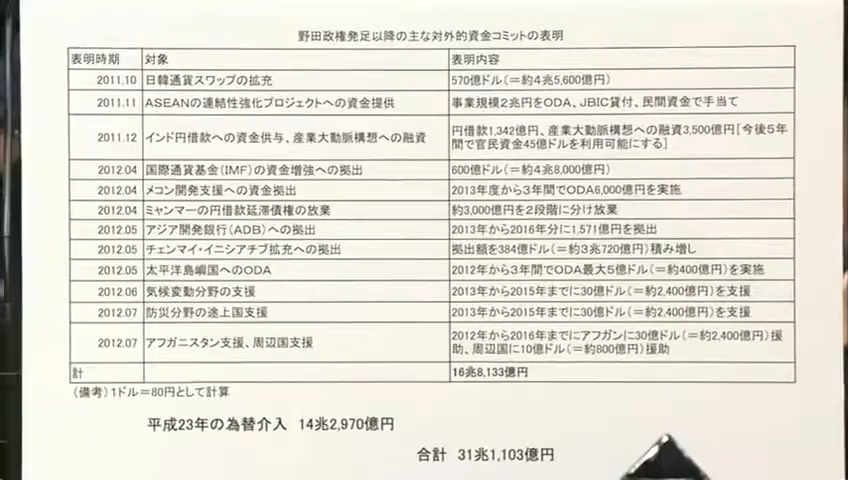 野田政権発足以降の主な対外的資金コミットの表明
表明時期 対象 表明内容
2011.10 日韓通貨スワップの拡充 570億ドル(=約4兆5,600億円)
2011.11 ASEANの連結性強化プロジェクトへの資金提供 事業規模2兆円をODA、JBIC貸付、民間資金で手当て
2011.12 インド円借款への資金供与、産業大動脈構想への融資 円借款1,342億円、産業大動脈構想への融資3,500億円[今後5年
間で官民資金45億ドルを利用可能にする]
2012.04 国際通貨基金(IMF)の資金増強への拠出 600億ドル(=約4兆8,000億円)
2012.04 メコン開発支援への資金拠出 2013年度から3年間でODA6,000億円を実施
2012.04 ミャンマーの円借款延滞債権の放棄 約3,000億円を2段階に分け放棄
2012.05 アジア開発銀行(ADB)への拠出 2013年から2016年分に1,571億円を拠出
2012.05 チェンマイ・イニシアチブ拡充への拠出 拠出額を384億ドル(=約3兆720億円)積み増し
2012.05 太平洋島嶼国へのODA 2012年から3年間でODA最大5億ドル(=約400億円)を実施
2012.06 気候変動分野の支援 2013年から2015年までに30億ドル(=約2,400億円)を支援
2012.07 防災分野の途上国支援 2013年から2015年までに30億ドル(=約2,400億円)を支援
2012.07 アフガニスタン支援、周辺国支援 2012年から2016年までにアフガンに30億ドル(=約2,400億円)援
助、周辺国に10億ドル(=約800億円)援助
計 16兆8,133億円
(備考)1ドル=80円として計算
平成23年の為替介入 14兆2,970億円
合計 31兆1,103億円